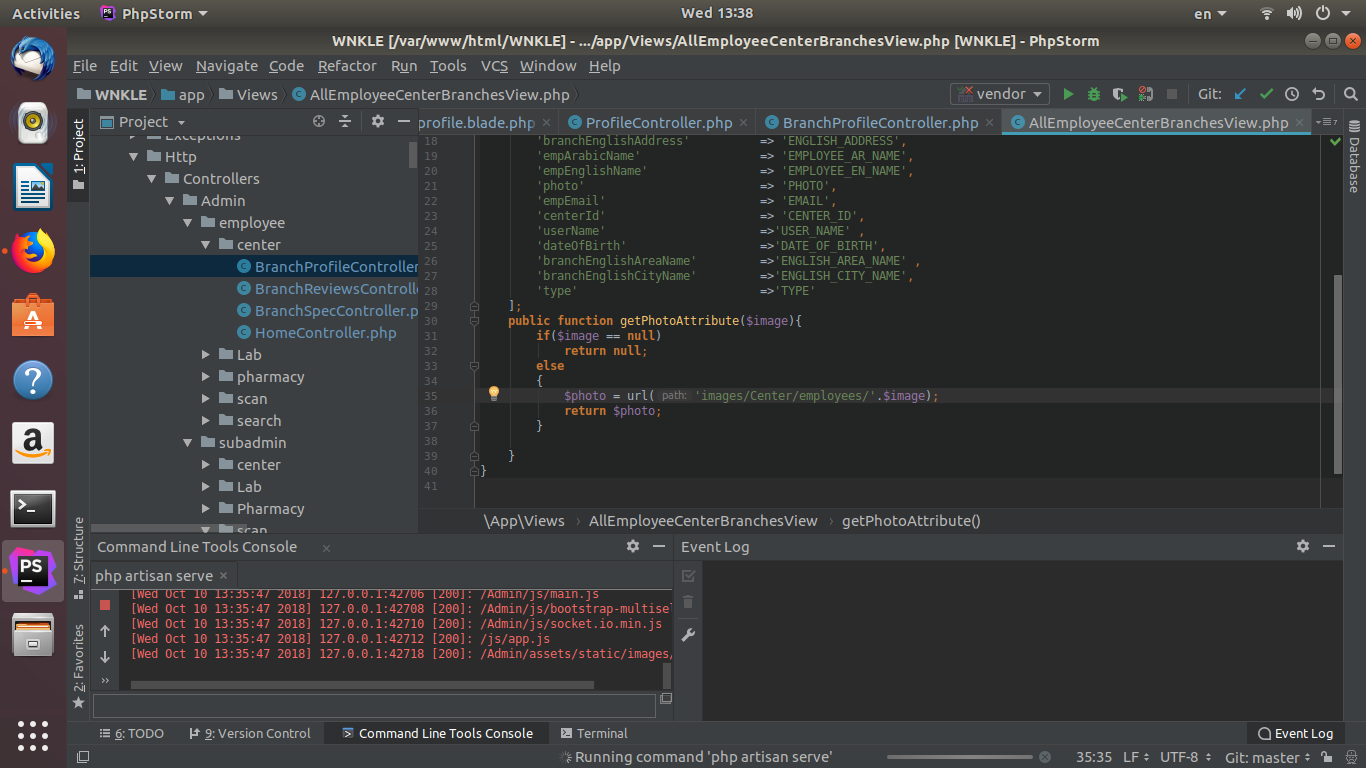 Activities PhpStorm Wed 13:38 en
WNKLE [/var/www/html/WNKLE] - .../app/Views/AllEmployeeCenterBranchesView.php [WNKLE] - PhpStorm
File Edit View Navigate Code Refactor Run Tools VCS Window Help
WNKLE app Views AllEmployeeCenterBranchesView.php vendor Git:
1: Project
Project
profile.blade.php ProfileController.php BranchProfileController.php AllEmployeeCenterBranchesView.php
Database
Exceptions
Http
Controllers
Admin
employee
center
BranchProfileController
BranchReviewsControlle
BranchSpecController.p
HomeController.php
Lab
pharmacy
scan
search
subadmin
center
Lab
Pharmacy
scan
18 'branchEnglishAddress' => 'ENGLISH_ADDRESS',
19 'empArabicName' => 'EMPLOYEE_AR_NAME',
20 'empEnglishName' => 'EMPLOYEE_EN_NAME',
21 'photo' => 'PHOTO',
22 'empEmail' => 'EMAIL',
23 'centerId' => 'CENTER_ID',
24 'userName' =>'USER_NAME' ,
25 'dateOfBirth' =>'DATE_OF_BIRTH',
26 'branchEnglishAreaName' =>'ENGLISH_AREA_NAME' ,
27 'branchEnglishCityName' =>'ENGLISH_CITY_NAME',
28 'type' =>'TYPE'
29 ];
30 public function getPhotoAttribute($image){
31 if($image == null)
32 return null;
33 else
34 {
35 $photo = url( path: 'images/Center/employees/'.$image);
36 return $photo;
37 }
38
39 }
40 }
41
\App\Views › AllEmployeeCenterBranchesView › getPhotoAttribute()
7: Structure
2: Favorites
Command Line Tools Console
php artisan serve
[Wed Oct 10 13:35:47 2018] 127.0.0.1:42706 [200]: /Admin/js/main.js
[Wed Oct 10 13:35:47 2018] 127.0.0.1:42708 [200]: /Admin/js/bootstrap-multisel
[Wed Oct 10 13:35:47 2018] 127.0.0.1:42710 [200]: /Admin/js/socket.io.min.js
[Wed Oct 10 13:35:47 2018] 127.0.0.1:42712 [200]: /js/app.js
[Wed Oct 10 13:35:47 2018] 127.0.0.1:42718 [200]: /Admin/assets/static/images/
Event Log
6: TODO 9: Version Control Command Line Tools Console Terminal Event Log
Running command 'php artisan serve' 35:35 LF UTF-8 Git: master